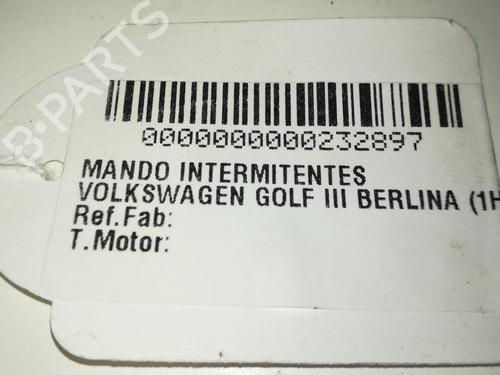 B-PARTS
0000000000232897
MANDO INTERMITENTES
VOLKSWAGEN GOLF III BERLINA (1H
Ref.Fab:
T.Motor: